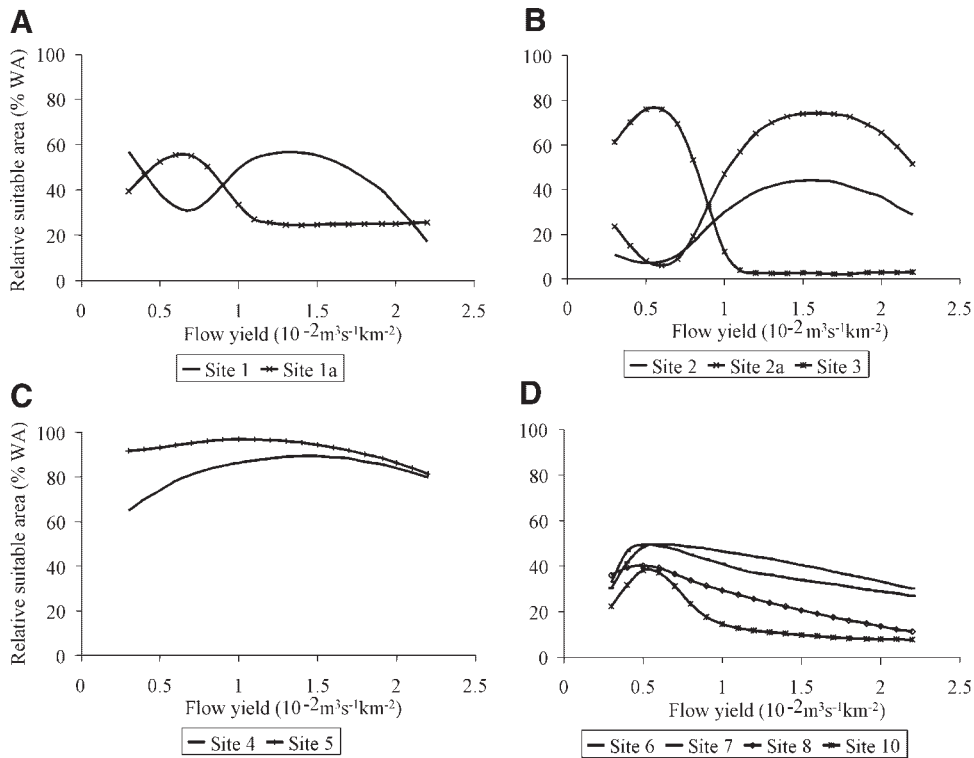 A
Relative suitable area (% WA)
100
80
60
40
20
0
0 0.5 1 1.5 2 2.5
Flow yield (10⁻²m³s⁻¹km⁻²)
Site 1 Site 1a
B
100
80
60
40
20
0
0 0.5 1 1.5 2 2.5
Flow yield (10⁻²m³s⁻¹km⁻²)
Site 2 Site 2a Site 3
C
Relative suitable area (% WA)
100
80
60
40
20
0
0 0.5 1 1.5 2 2.5
Flow yield (10⁻²m³s⁻¹km⁻²)
Site 4 Site 5
D
100
80
60
40
20
0
0 0.5 1 1.5 2 2.5
Flow yield (10⁻²m³s⁻¹km⁻²)
Site 6 Site 7 Site 8 Site 10